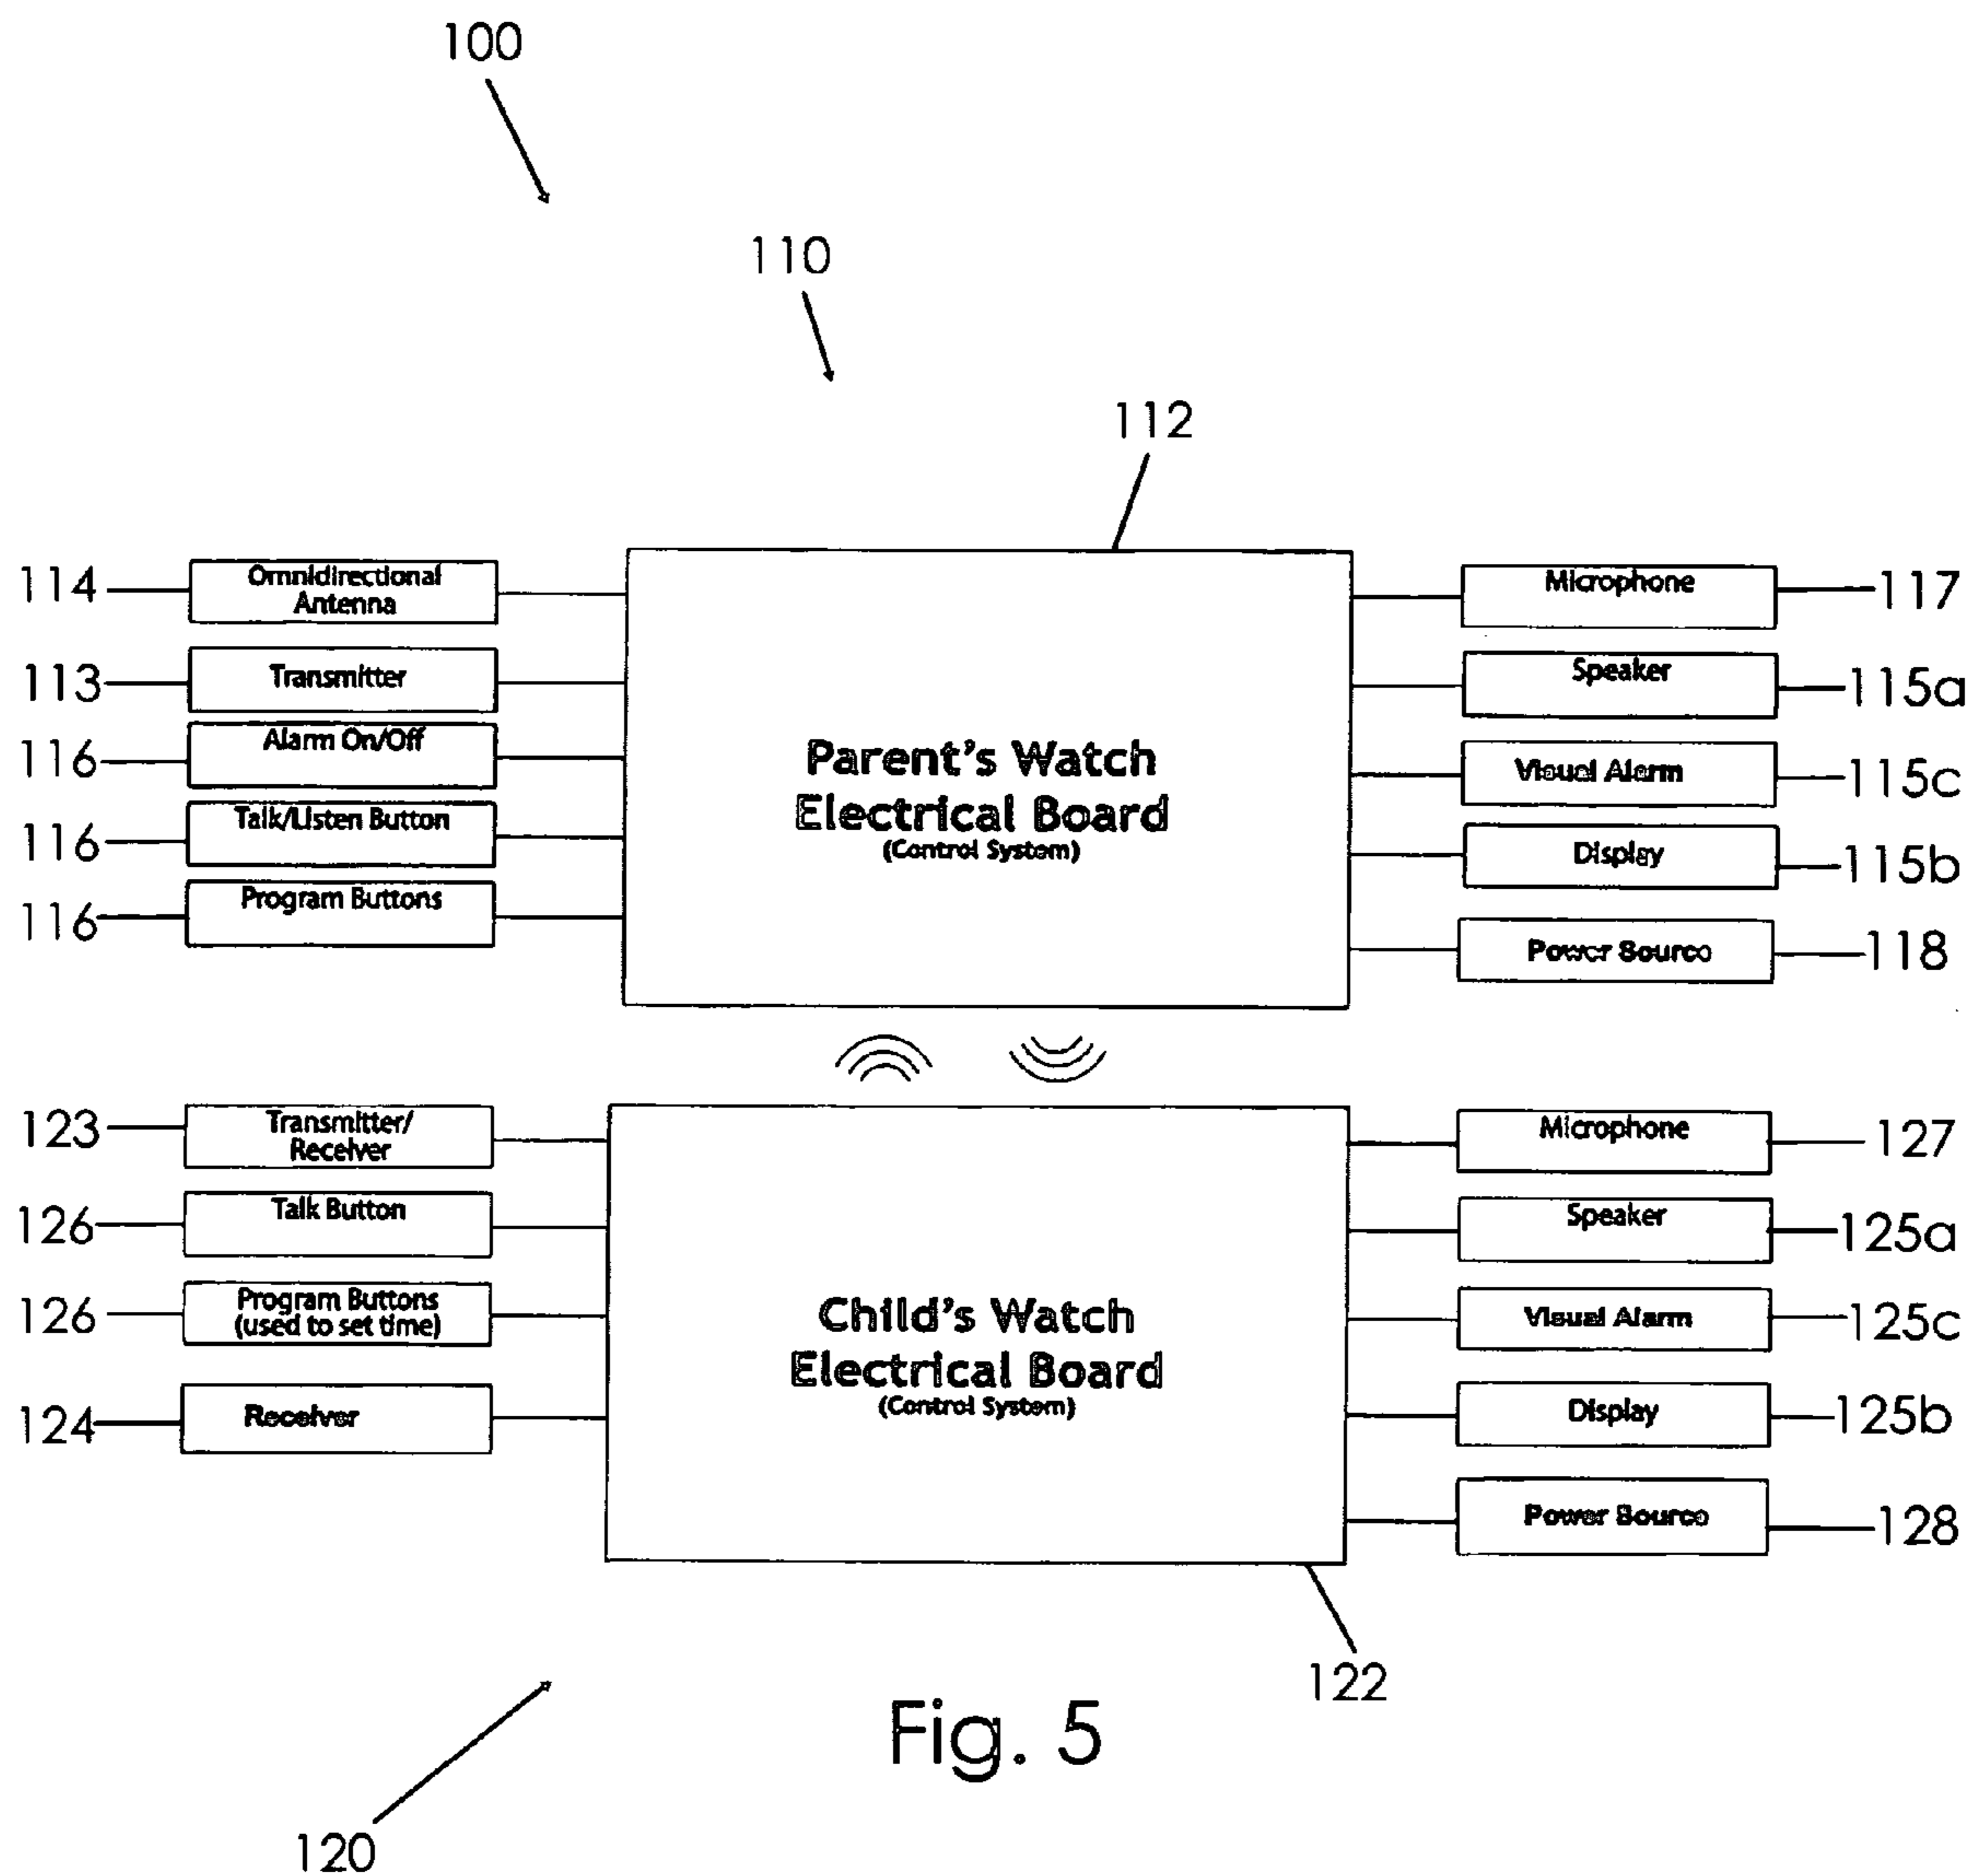 100
110
112
114
Omnidirectional
Antenna
113
Transmitter
116
Alarm On/Off
116
Talk/Listen Button
116
Program Buttons
Parent's Watch
Electrical Board
(Control System)
Microphone
117
Speaker
115a
Visual Alarm
115c
Display
115b
Power Source
118
123
Transmitter/
Receiver
126
Talk Button
126
Program Buttons
(used to set time)
124
Receiver
Child's Watch
Electrical Board
(Control System)
Microphone
127
Speaker
125a
Visual Alarm
125c
Display
125b
Power Source
128
122
120
Fig. 5